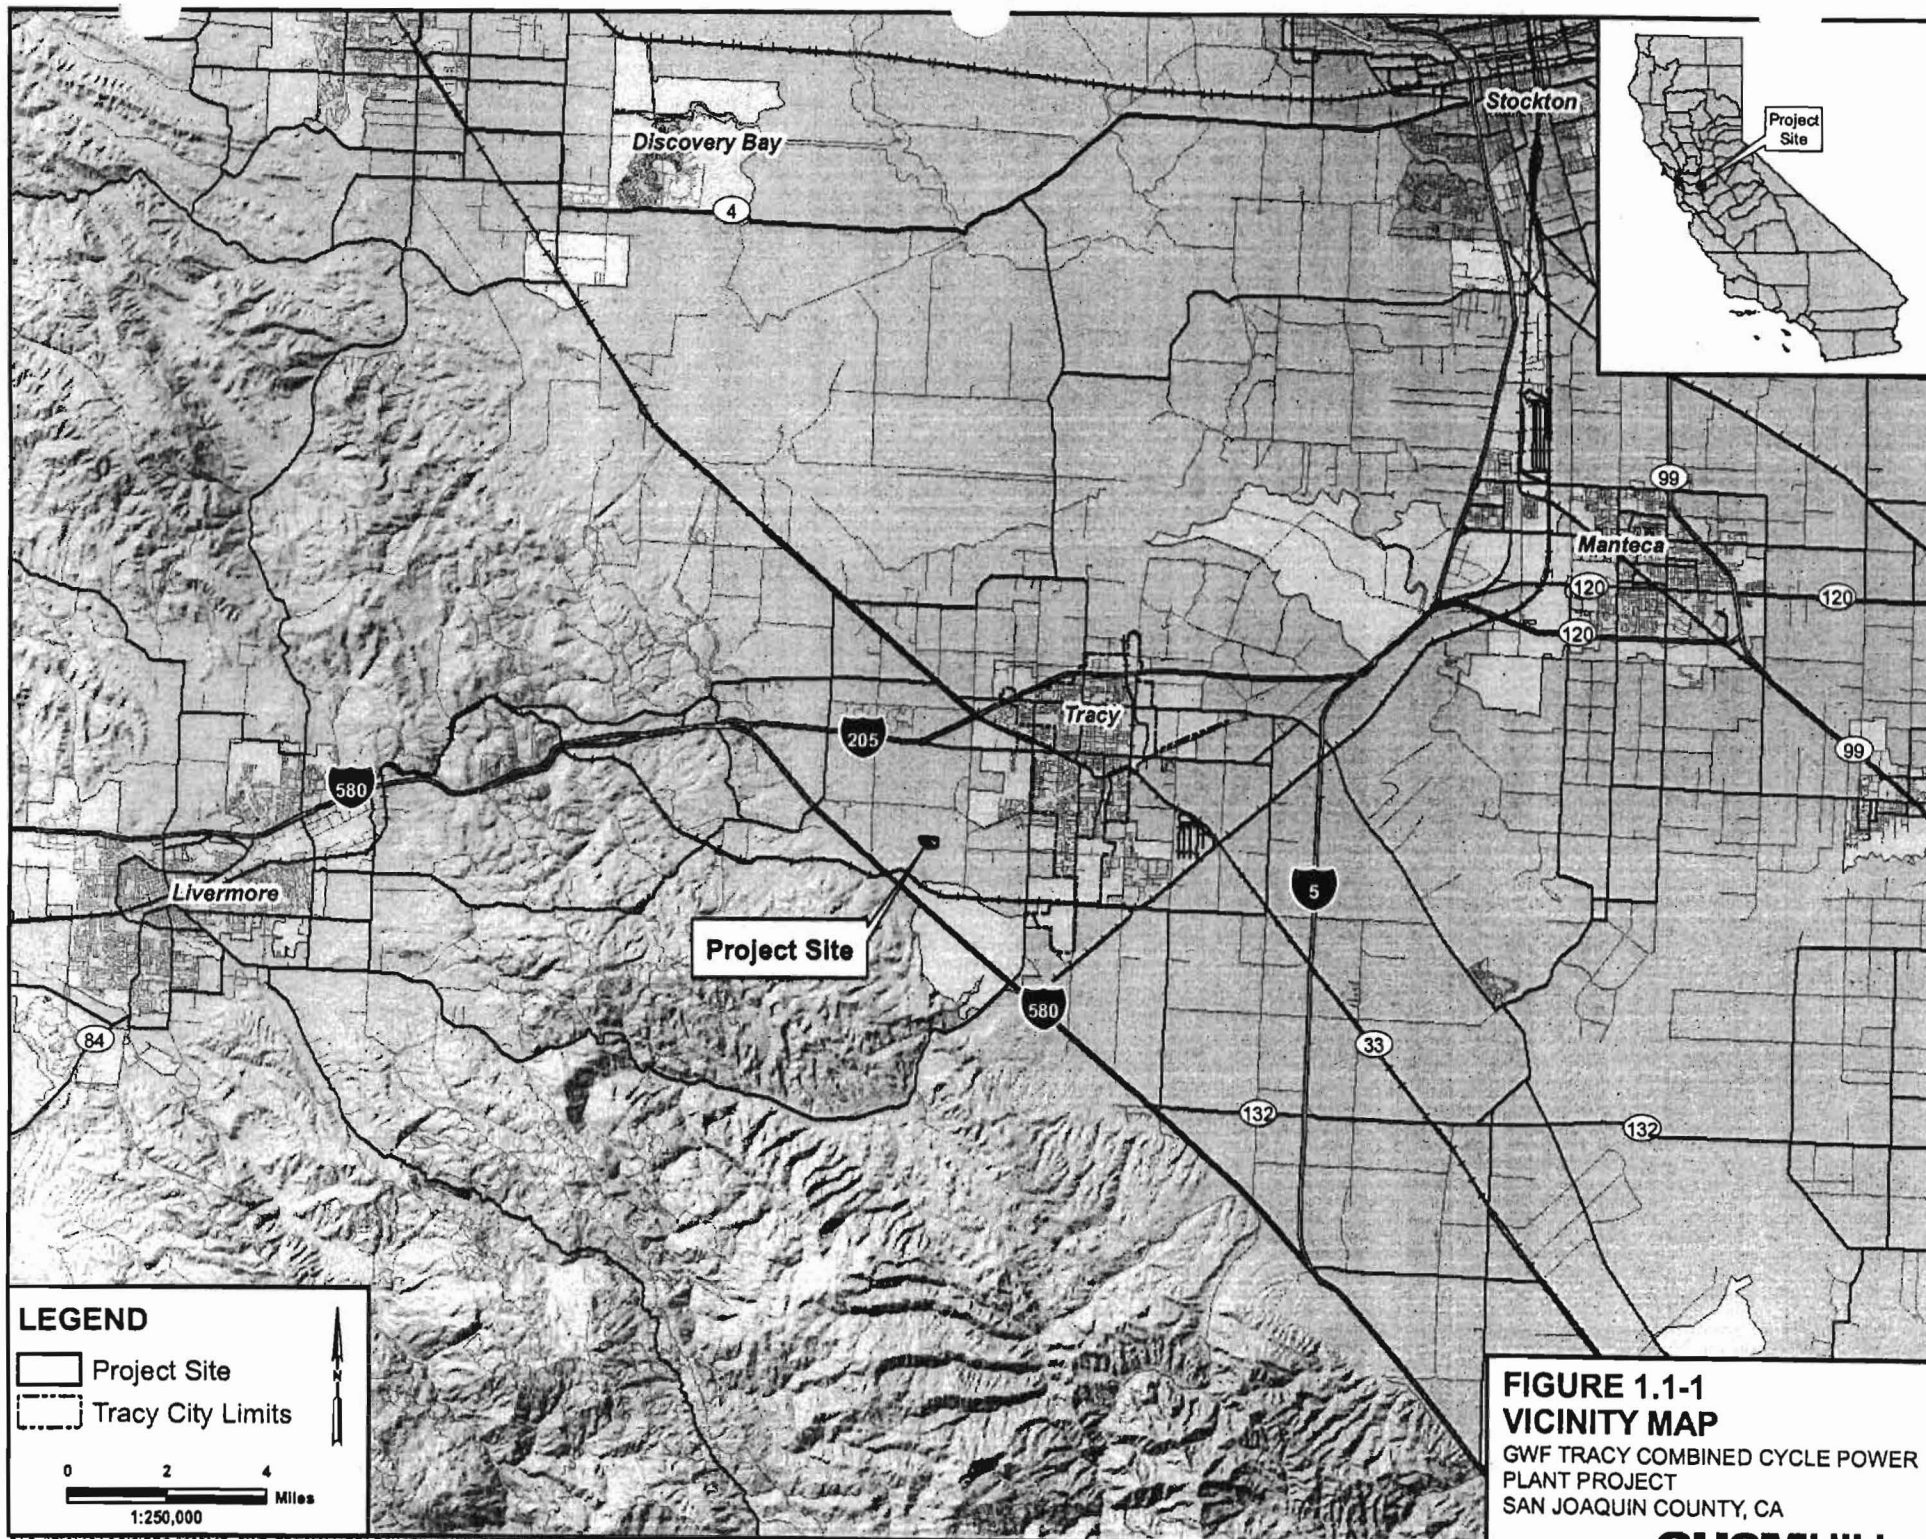 Stockton
Project
Site
Discovery Bay
4
99
Manteca
120
120
120
Tracy
205
99
580
Livermore
5
Project Site
580
84
33
132
132
LEGEND
N
Project Site
Tracy City Limits
0 2 4
Miles
1:250,000
FIGURE 1.1-1
VICINITY MAP
GWF TRACY COMBINED CYCLE POWER
PLANT PROJECT
SAN JOAQUIN COUNTY, CA